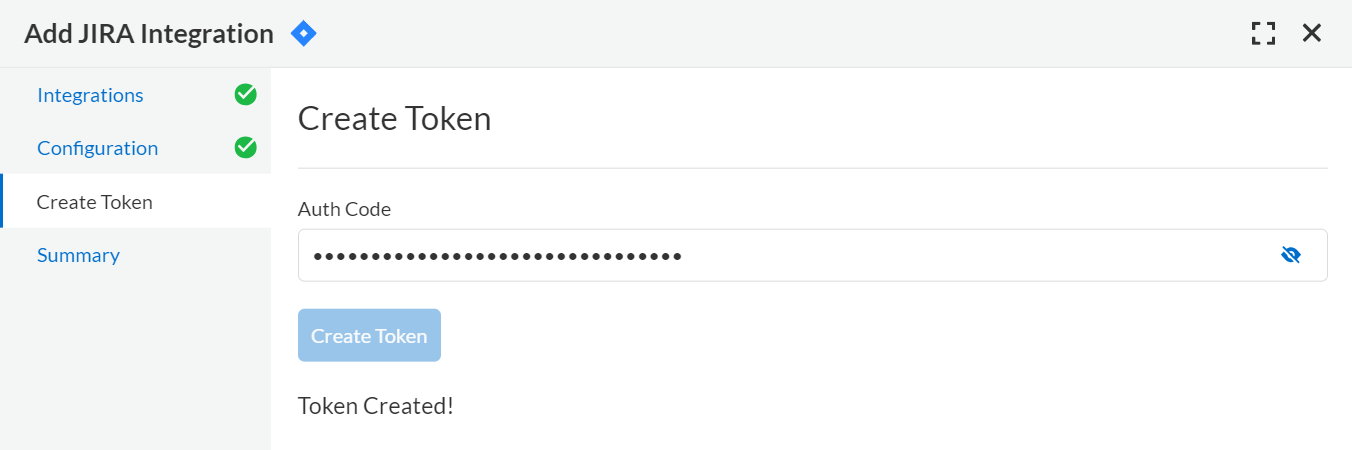 Add JIRA Integration
Integrations
Configuration
Create Token
Summary
Create Token
Auth Code
••••••••••••••••••••••••••••••••
Create Token
Token Created!